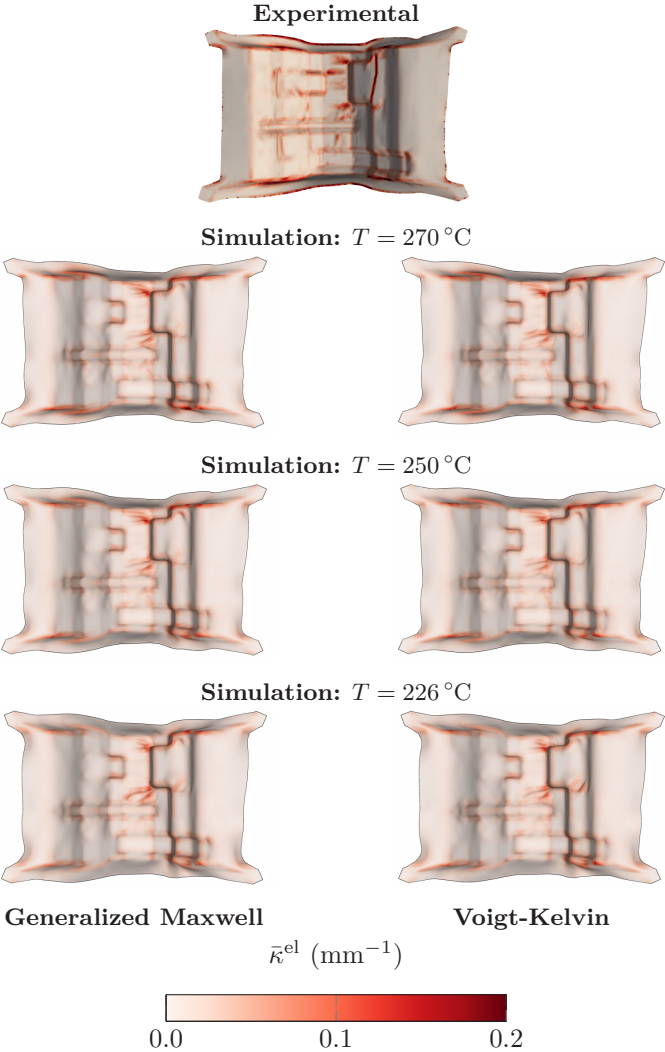 Experimental
Simulation: T = 270 °C
Simulation: T = 250 °C
Simulation: T = 226 °C
Generalized Maxwell Voigt-Kelvin
κ̄ᵉˡ (mm⁻¹)
0.0 0.1 0.2